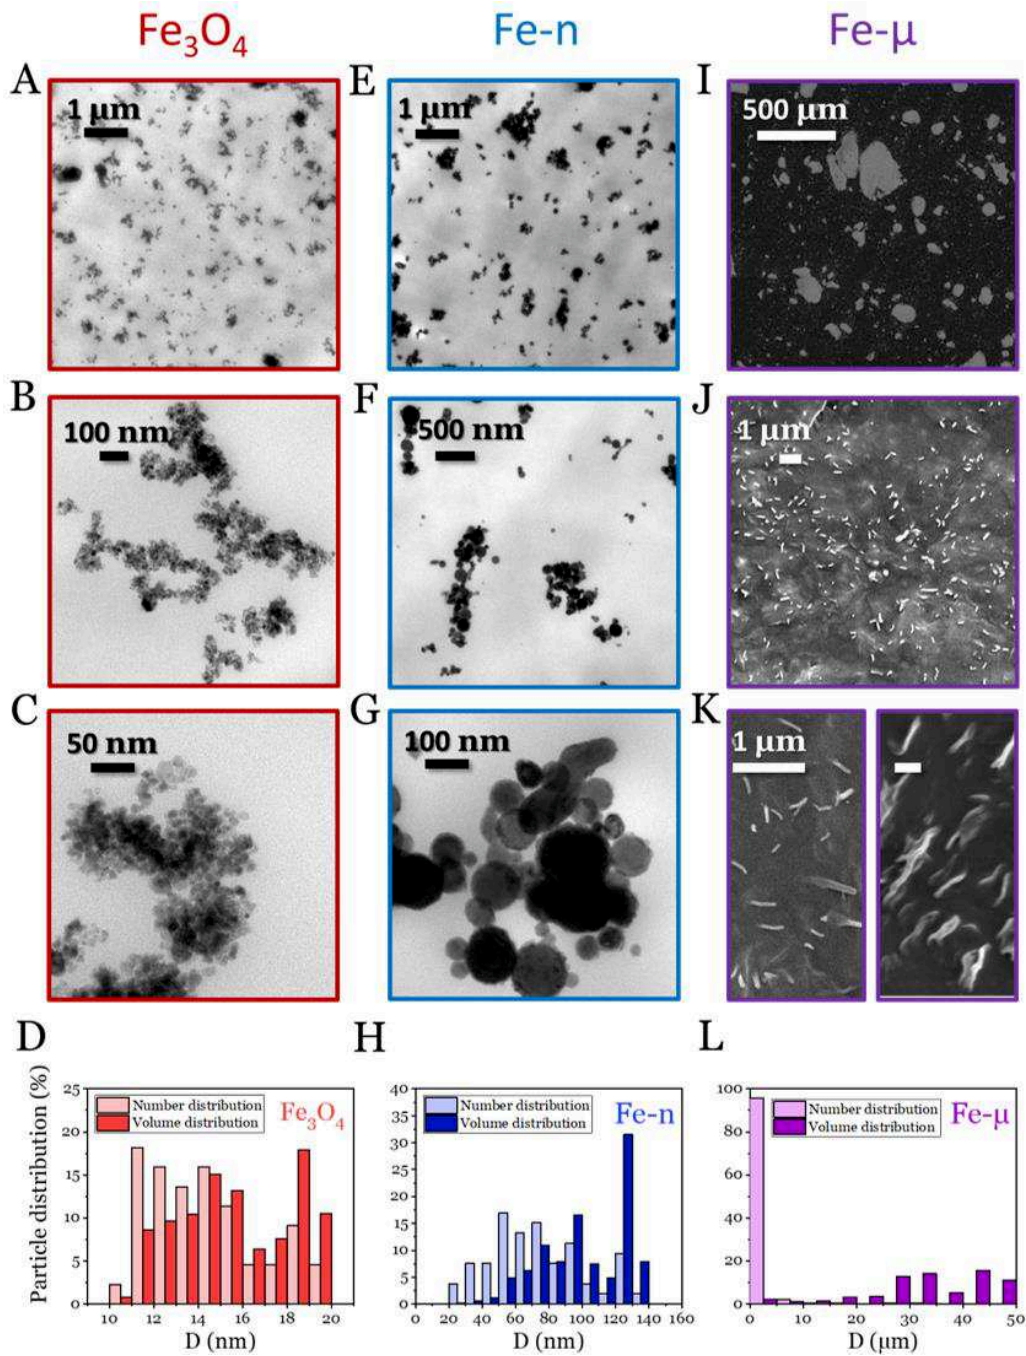 Fe₃O₄ Fe-n Fe-μ
A 1 μm E 1 μm I 500 μm
B 100 nm F 500 nm J 1 μm
C 50 nm G 100 nm K 1 μm
D H L
Particle distribution (%)
25
20
15
10
5
0
Number distribution
Volume distribution
Fe₃O₄
10 12 14 16 18 20
D (nm)
40
35
30
25
20
15
10
5
0
Number distribution
Volume distribution
Fe-n
0 20 40 60 80 100 120 140 160
D (nm)
100
80
60
40
20
0
Number distribution
Volume distribution
Fe-μ
0 10 20 30 40 50
D (μm)